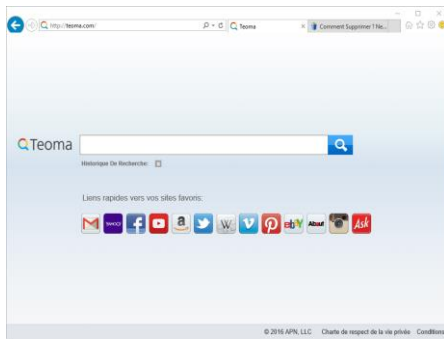 http://teoma.com/
Teoma
Comment Supprimer ? Ne...
Teoma
Historique De Recherche:
Liens rapides vers vos sites favoris:
a W V ebY About Ask
© 2016 APN, LLC Charte de respect de la vie privée Conditions